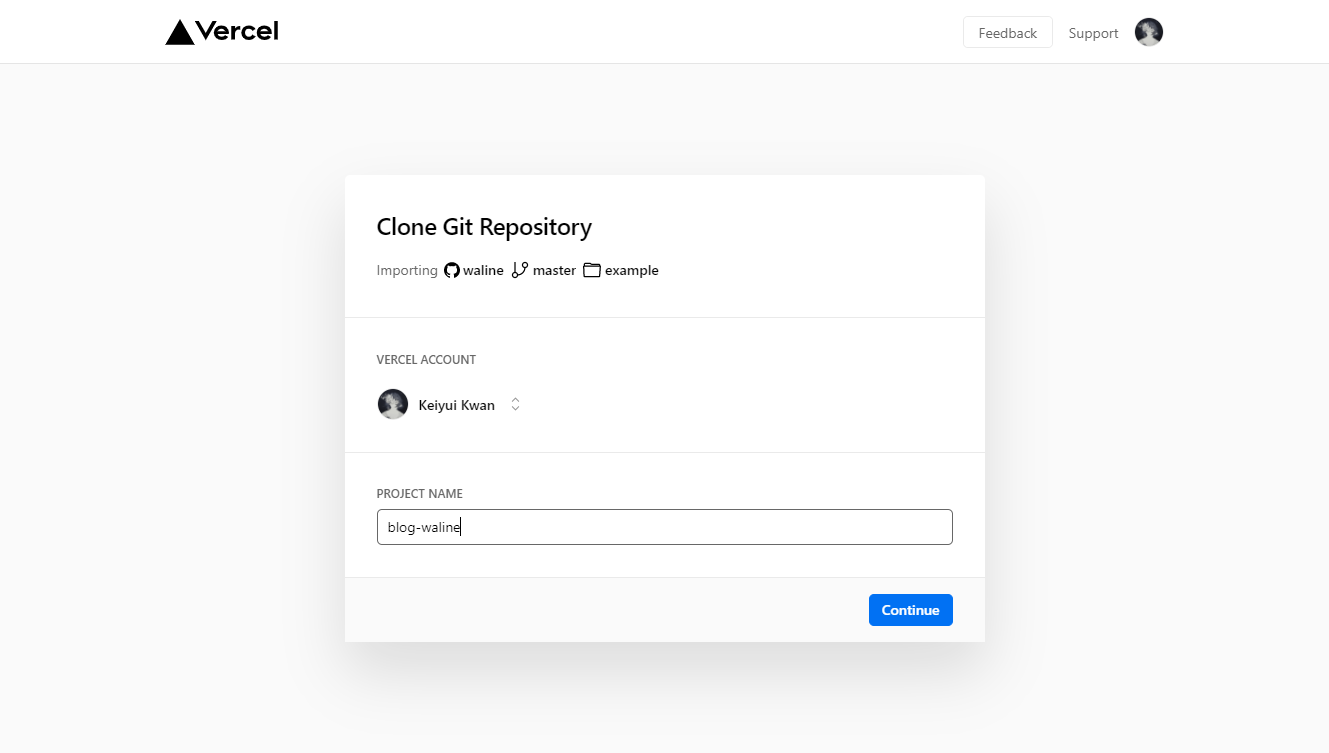 Vercel Feedback Support
Clone Git Repository
Importing waline master example
VERCEL ACCOUNT
Keiyui Kwan
PROJECT NAME
blog-waline
Continue